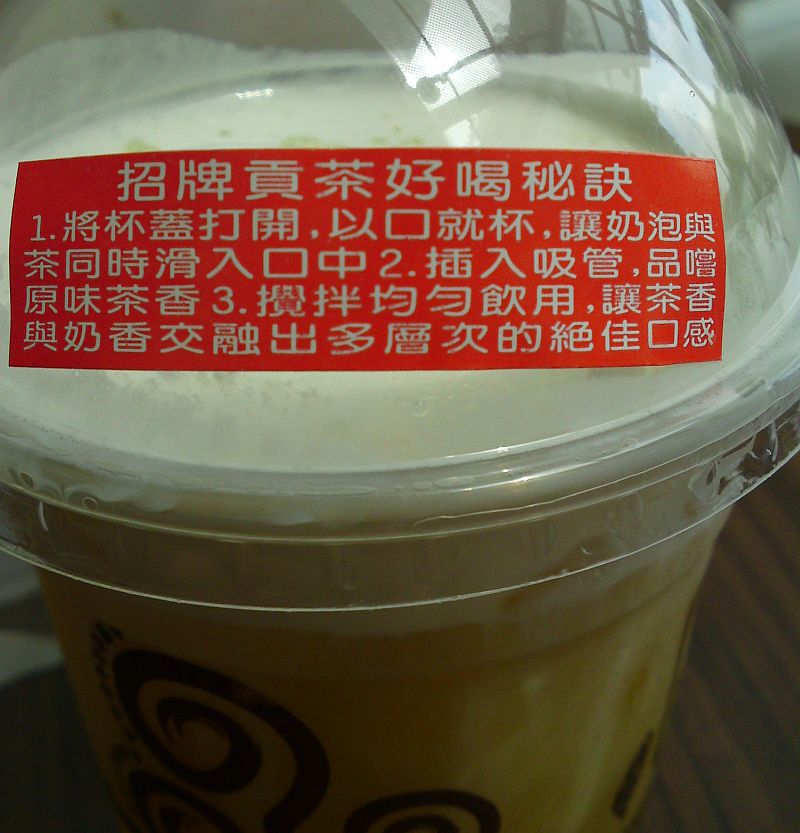 招牌貢茶好喝秘訣
1.將杯蓋打開,以口就杯,讓奶泡與
茶同時滑入口中2.插入吸管,品嚐
原味茶香3.攪拌均勻飲用,讓茶香
與奶香交融出多層次的絕佳口感